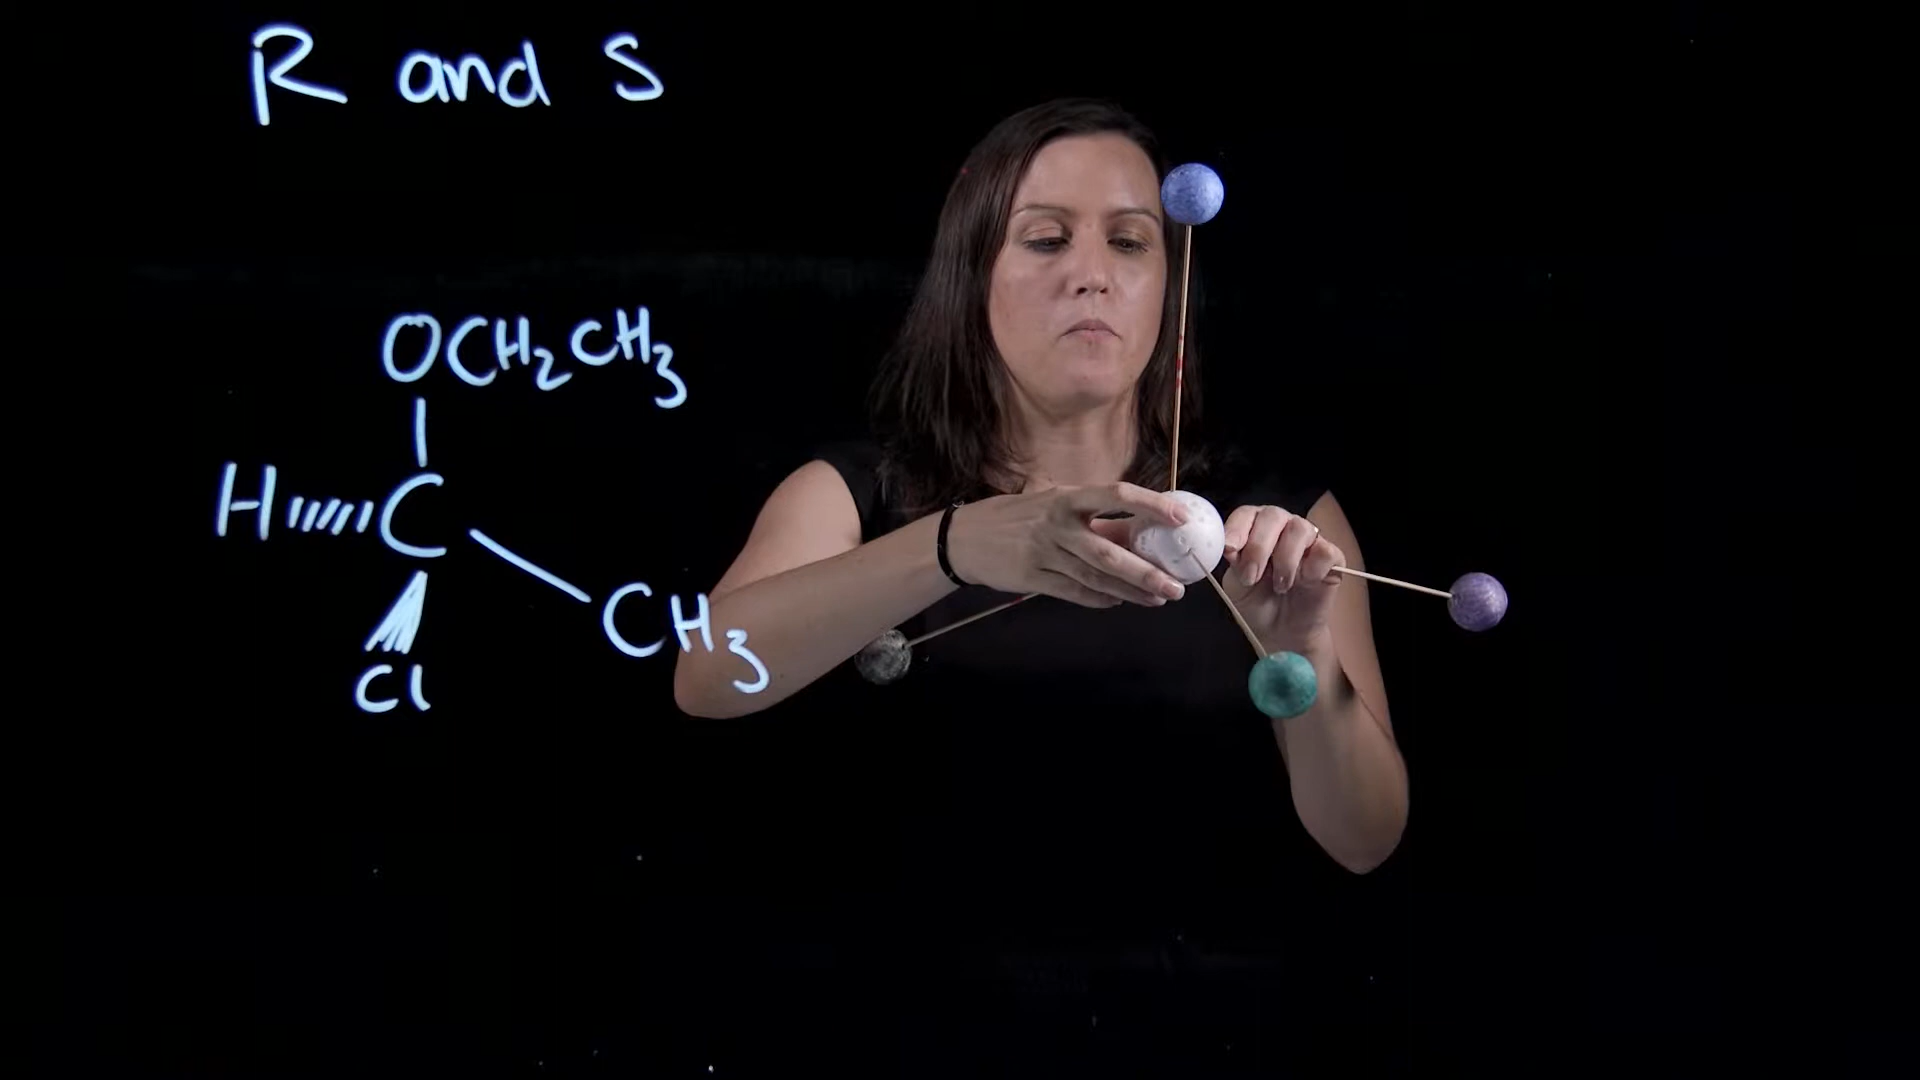 R and S
OCH₂CH₃
H C
CH₃
Cl